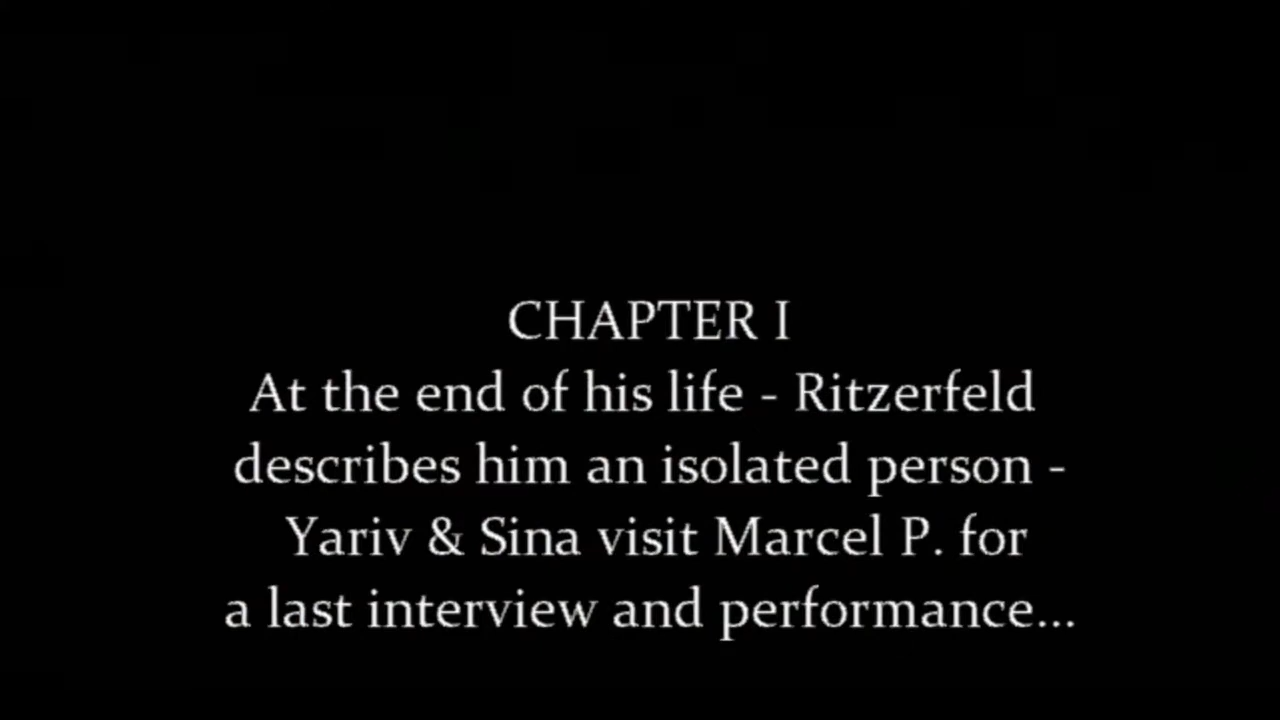 CHAPTER I
At the end of his life - Ritzerfeld
describes him an isolated person -
Yariv & Sina visit Marcel P. for
a last interview and performance...